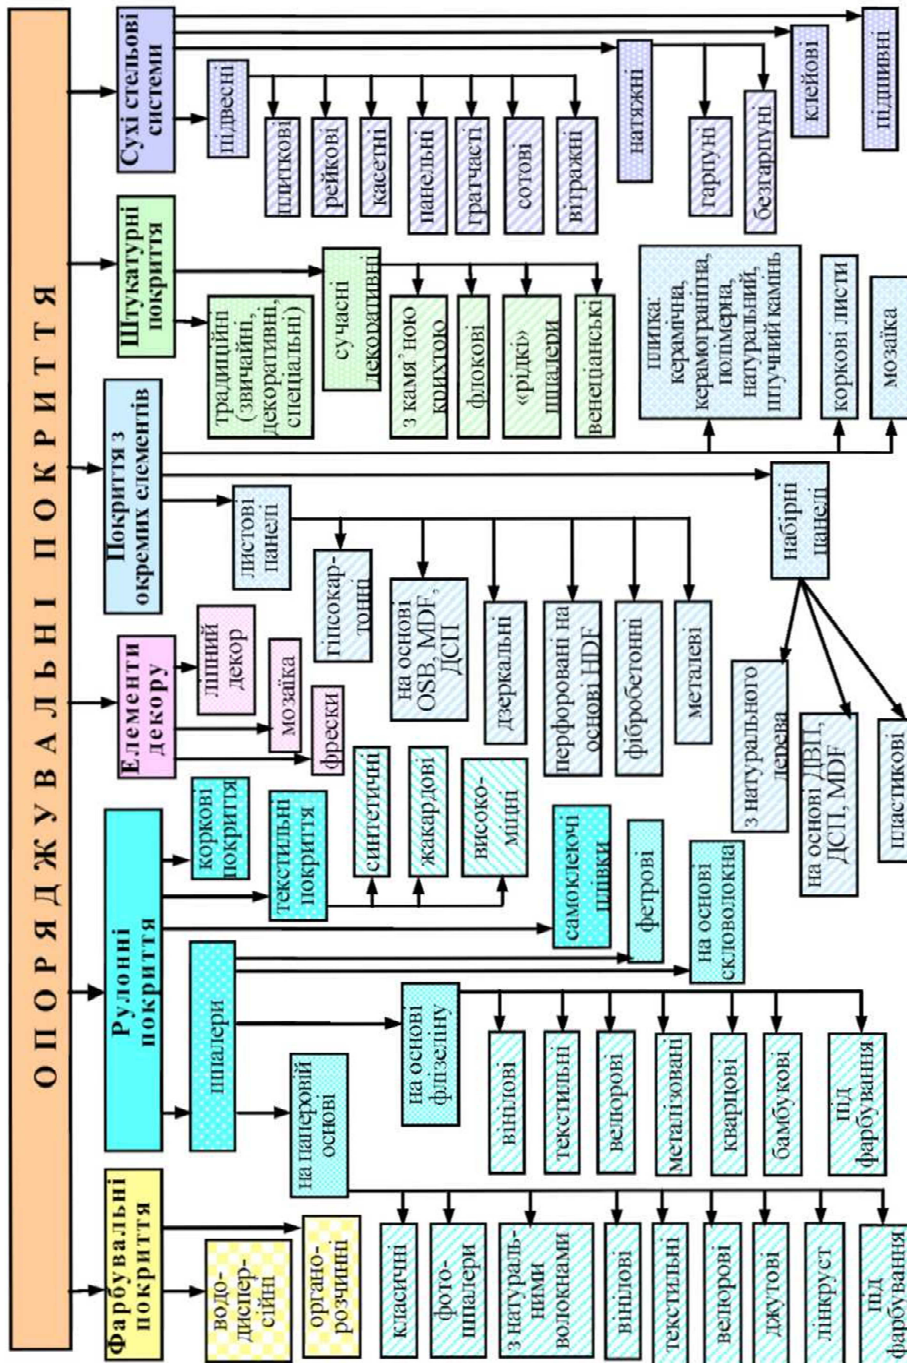 ОПОРЯДЖУВАЛЬНІ ПОКРИТТЯ
Фарбувальні
покриття
водо-
диспер-
сійні
органо-
розчинні
Рулонні
покриття
шпалери
на паперовій
основі
класичні
фото-
шпалери
з натураль-
ними
волокнами
вінілові
текстильні
велюрові
джутові
лінкруст
під
фарбування
на основі
флізеліну
вінілові
текстильні
велюрові
металізовані
кварцові
бамбукові
під
фарбування
фетрові
на основі
скловолокна
коркові
покриття
текстильні
покриття
синтетичні
жакардові
високо-
міцні
самоклеючі
плівки
Елементи
декору
ліпний
декор
мозаїка
фрески
Покриття з
окремих елементів
листові
панелі
гіпсокар-
тонні
на основі
OSB, MDF,
ДСП
дзеркальні
перфоровані на
основі HDF
фібробетонні
металеві
набірні
панелі
з натурального
дерева
на основі ДВП,
ДСП, MDF
пластикові
плитка:
керамічна,
керамогранітна,
полімерна,
натуральний,
штучний камінь
коркові листи
мозаїка
Штукатурні
покриття
традиційні
(звичайні,
декоративні,
спеціальні)
сучасні
декоративні
з камя’ною
крихтою
флокові
«рідкі»
шпалери
венеціанські
Сухі стельові
системи
підвесні
плиткові
рейкові
касетні
панельні
гратчасті
сотові
вітражні
натяжні
гарпуні
безгарпуні
клейові
підшивні